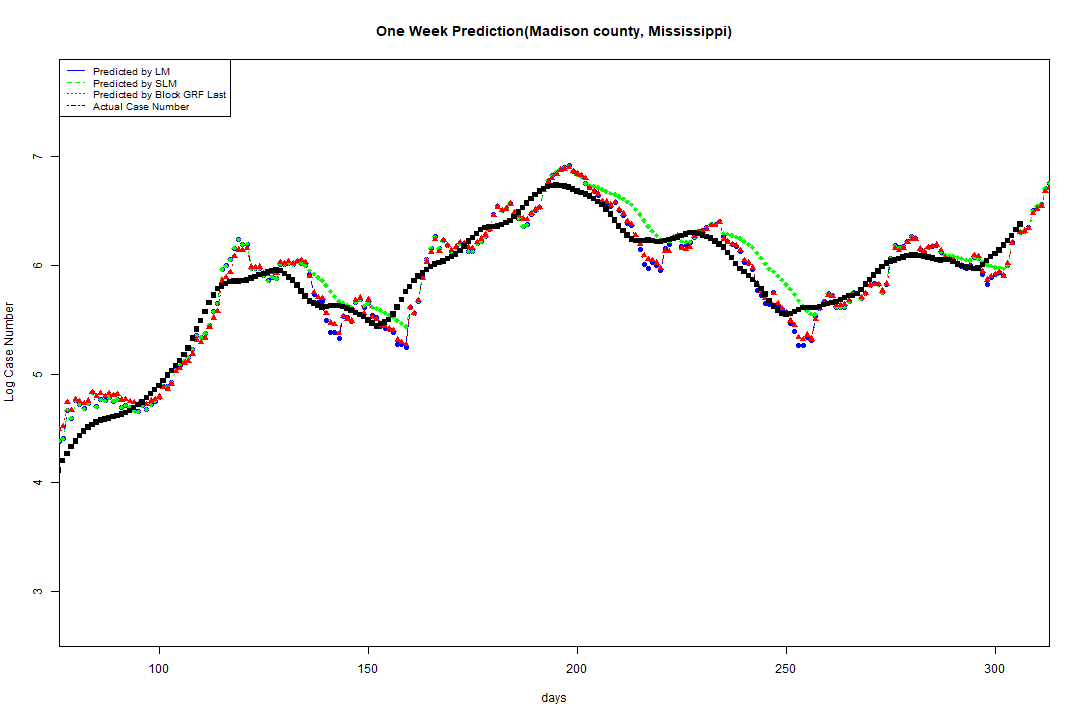 One Week Prediction(Madison county, Mississippi)
Predicted by LM
Predicted by SLM
Predicted by Block GRF Last
Actual Case Number
7
6
5
4
3
Log Case Number
100 150 200 250 300
days